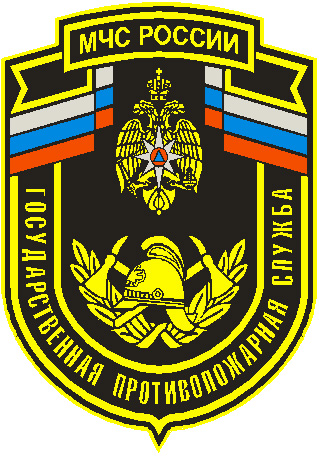 МЧС РОССИИ
ГОСУДАРСТВЕННАЯ ПРОТИВОПОЖАРНАЯ СЛУЖБА